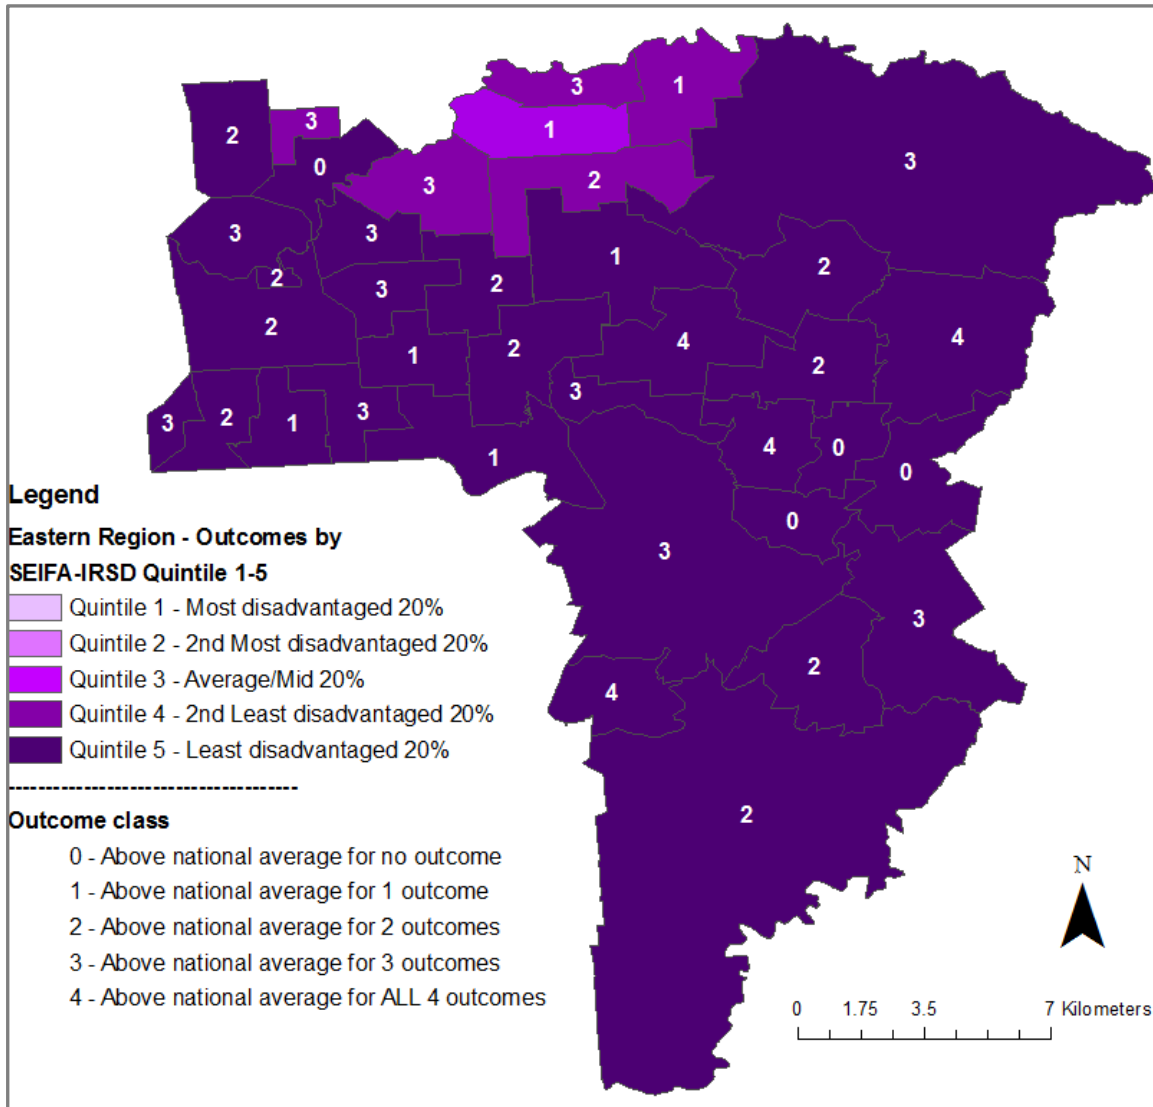 3
1
2
3
1
0
3
3
2
3
3
1
2
2
3
2
2
4
4
1
2
2
3
3
2
1
3
4
0
1
0
0
3
3
2
4
2
Legend
Eastern Region - Outcomes by
SEIFA-IRSD Quintile 1-5
Quintile 1 - Most disadvantaged 20%
Quintile 2 - 2nd Most disadvantaged 20%
Quintile 3 - Average/Mid 20%
Quintile 4 - 2nd Least disadvantaged 20%
Quintile 5 - Least disadvantaged 20%
--------------------------------------
Outcome class
0 - Above national average for no outcome
1 - Above national average for 1 outcome
2 - Above national average for 2 outcomes
3 - Above national average for 3 outcomes
4 - Above national average for ALL 4 outcomes
N
0 1.75 3.5 7 Kilometers